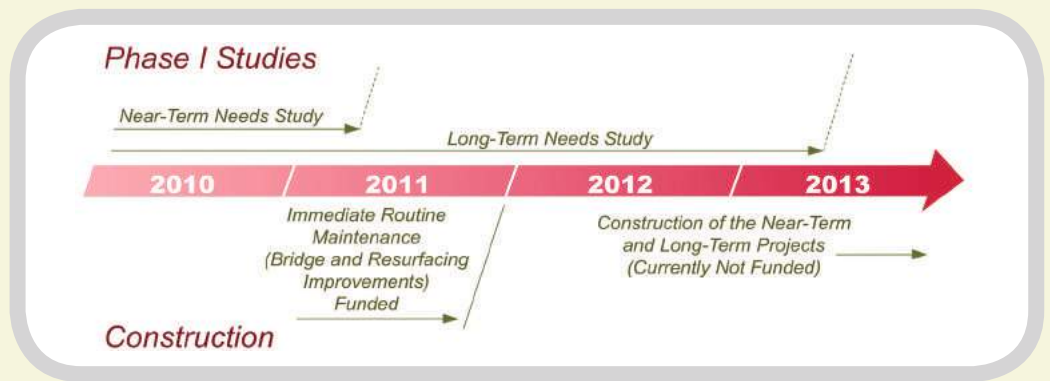 Phase I Studies
Near-Term Needs Study
Long-Term Needs Study
2010 2011 2012 2013
Immediate Routine
Maintenance
(Bridge and Resurfacing
Improvements)
Funded
Construction of the Near-Term
and Long-Term Projects
(Currently Not Funded)
Construction